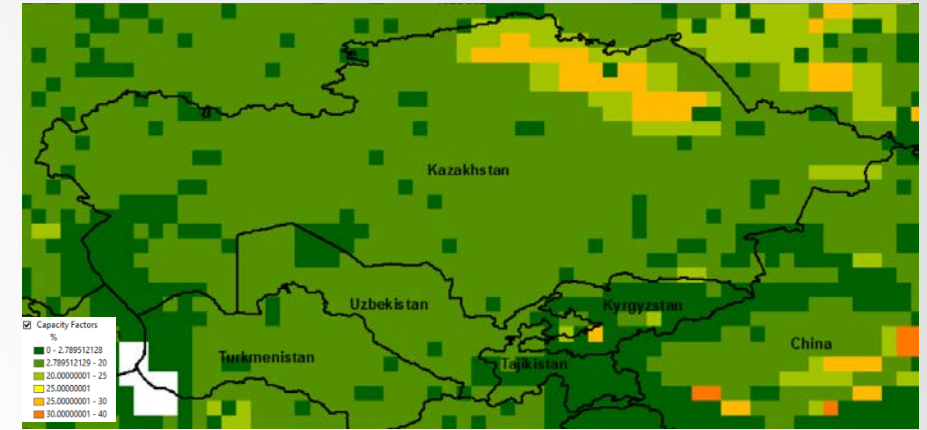 Kazakhstan
Uzbekistan
Kyrgyzstan
Turkmenistan
Tajikistan
China
Capacity Factors
%
0 - 2.789512128
2.789512129 - 20
20.00000001 - 25
25.00000001
25.00000001 - 30
30.00000001 - 40